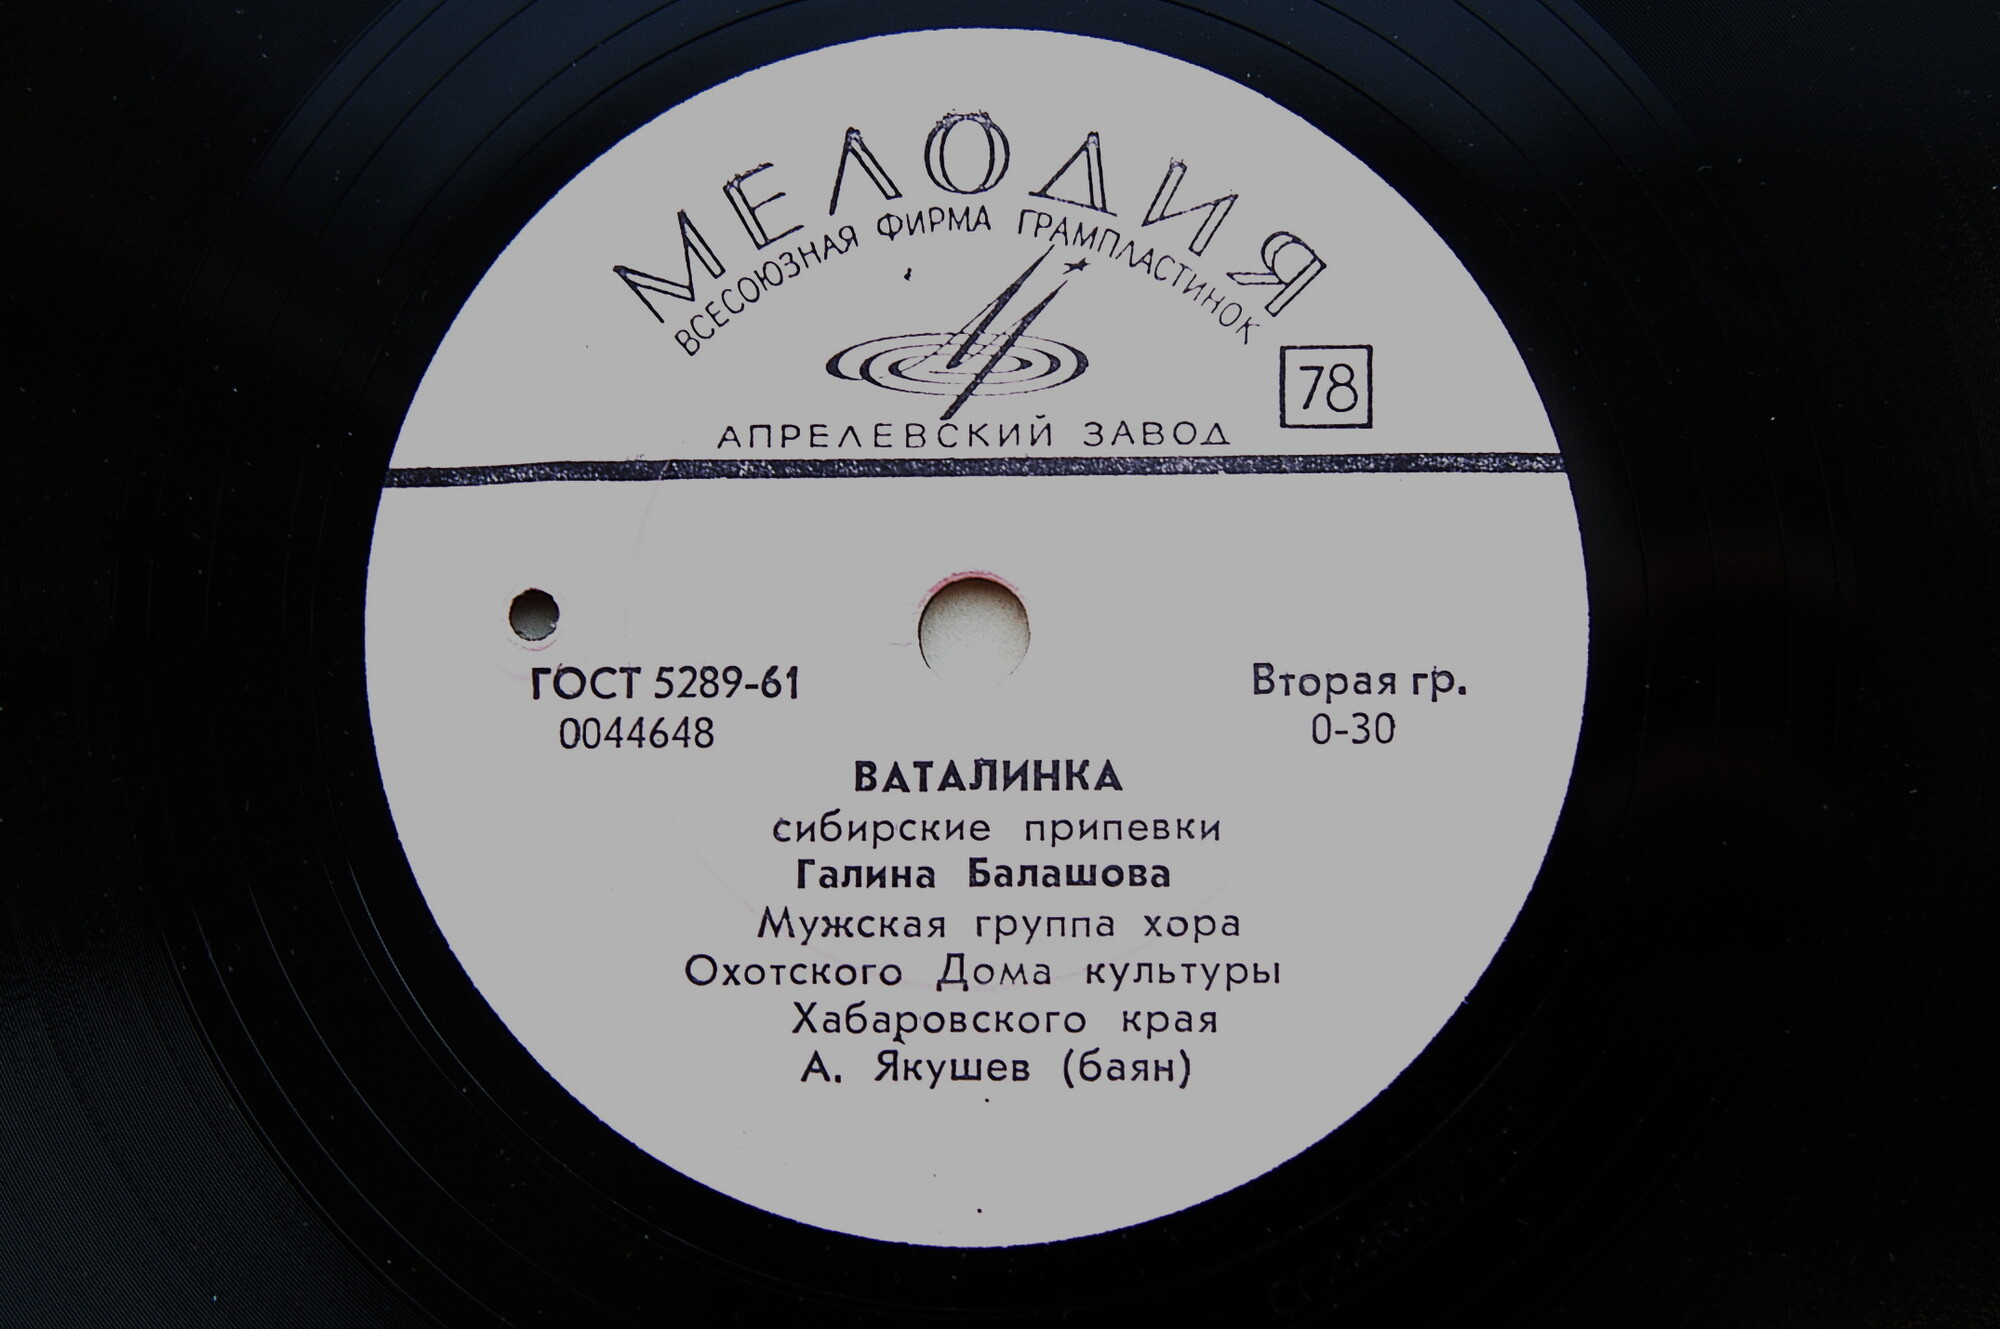 МЕЛОДИЯ
ВСЕСОЮЗНАЯ ФИРМА ГРАМПЛАСТИНОК
78
АПРЕЛЕВСКИЙ ЗАВОД
ГОСТ 5289-61
Вторая гр.
0044648
0-30
ВАТАЛИНКА
сибирские припевки
Галина Балашова
Мужская группа хора
Охотского Дома культуры
Хабаровского края
А. Якушев (баян)